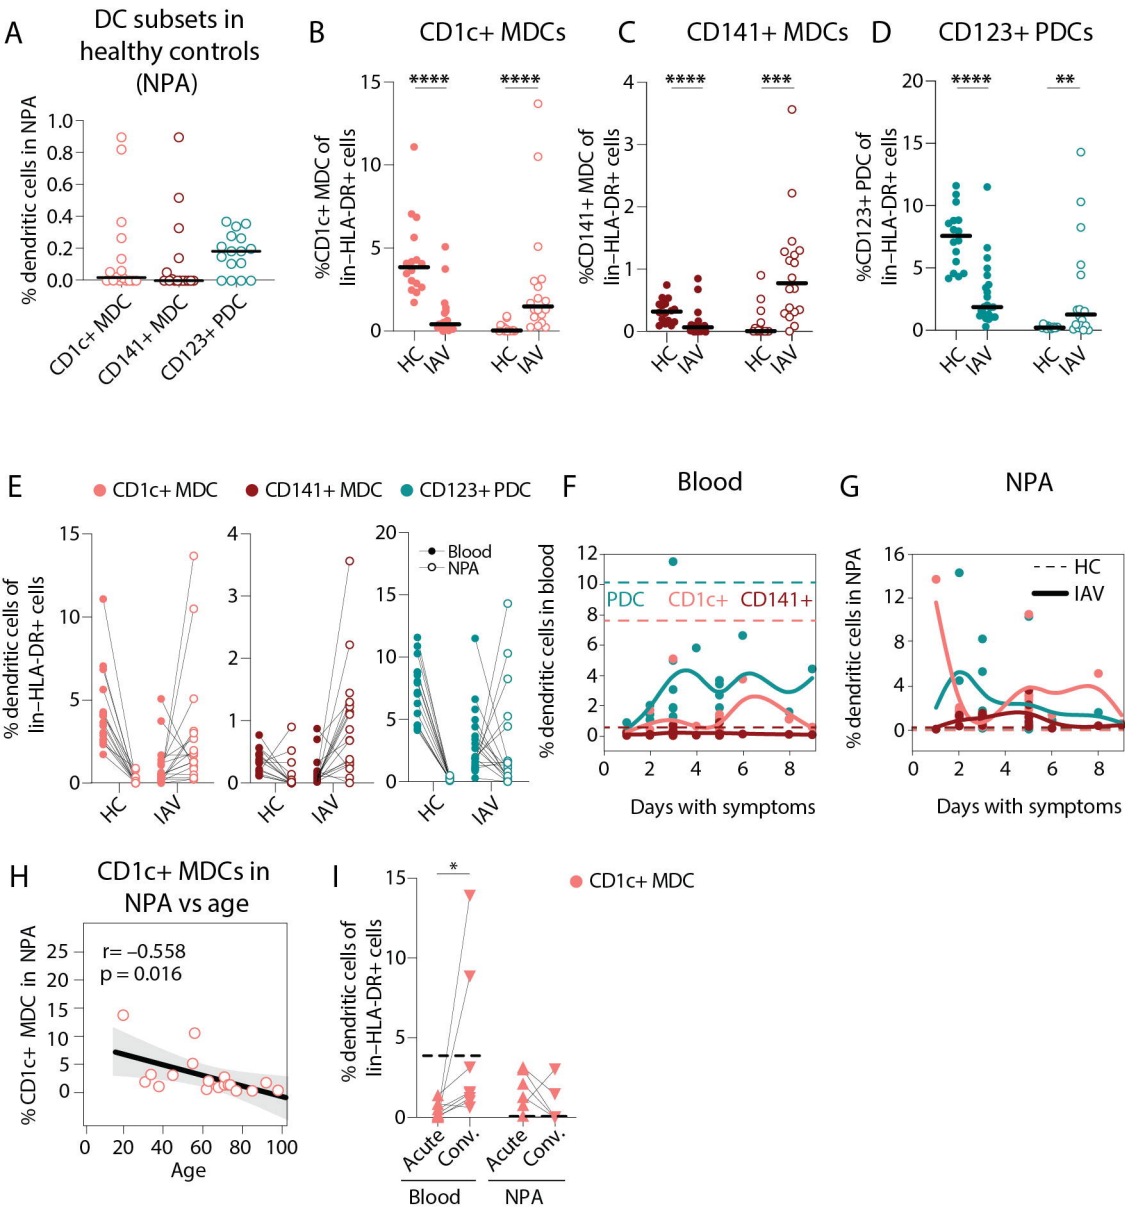 A
DC subsets in
healthy controls
(NPA)
% dendritic cells in NPA
1.0
0.8
0.6
0.4
0.2
0.0
CD1c+ MDC
CD141+ MDC
CD123+ PDC
B
CD1c+ MDCs
%CD1c+ MDC of
lin−HLA-DR+ cells
15
10
5
0
****
****
HC
IAV
HC
IAV
C
CD141+ MDCs
%CD141+ MDC of
lin−HLA-DR+ cells
4
3
2
1
0
****
***
HC
IAV
HC
IAV
D
CD123+ PDCs
%CD123+ PDC of
lin−HLA-DR+ cells
20
15
10
5
0
****
**
HC
IAV
HC
IAV
E
CD1c+ MDC
CD141+ MDC
CD123+ PDC
% dendritic cells of
lin−HLA-DR+ cells
15
10
5
0
HC
IAV
4
3
2
1
0
HC
IAV
20
15
10
5
0
Blood
NPA
HC
IAV
F
Blood
% dendritic cells in blood
12
10
8
6
4
2
0
PDC
CD1c+
CD141+
0
2
4
6
8
Days with symptoms
G
NPA
% dendritic cells in NPA
16
12
8
4
0
HC
IAV
0
2
4
6
8
Days with symptoms
H
CD1c+ MDCs in
NPA vs age
% CD1c+ MDC in NPA
25
20
15
10
5
0
r= −0.558
p = 0.016
0
20
40
60
80
100
Age
I
CD1c+ MDC
% dendritic cells of
lin−HLA-DR+ cells
15
10
5
0
*
Acute
Conv.
Acute
Conv.
Blood
NPA